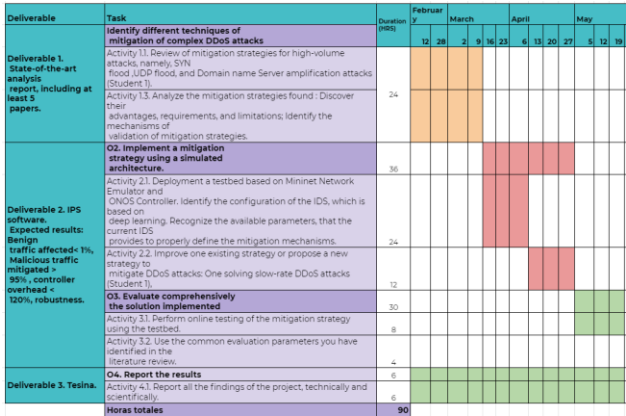 Deliverable Task Duration (HRS) Februar y March April May
12 28 2 9 16 23 6 13 20 27 5 12 19
Deliverable 1.
State-of-the-art
analysis
report, including at
least 5
papers.
Identify different techniques of
mitigation of complex DDoS attacks
Activity 1.1. Review of mitigation strategies for high-volume
attacks, namely, SYN
flood ,UDP flood, and Domain name Server amplification attacks
(Student 1).
24
Activity 1.3. Analyze the mitigation strategies found : Discover
their
advantages, requirements, and limitations; Identify the
mechanisms of
validation of mitigation strategies.
Deliverable 2. IPS
software.
Expected results:
Benign
traffic affected< 1%,
Malicious traffic
mitigated >
95% , controller
overhead <
120%, robustness.
O2. Implement a mitigation
strategy using a simulated
architecture.
36
Activity 2.1. Deployment a testbed based on Mininet Network
Emulator and
ONOS Controller. Identify the configuration of the IDS, which is
based on
deep learning. Recognize the available parameters, that the
current IDS
provides to properly define the mitigation mechanisms.
24
Activity 2.2. Improve one existing strategy or propose a new
strategy to
mitigate DDoS attacks: One solving slow-rate DDoS attacks
(Student 1),
12
O3. Evaluate comprehensively
the solution implemented
30
Activity 3.1. Perform online testing of the mitigation strategy
using the testbed.
8
Activity 3.2. Use the common evaluation parameters you have
identified in the
literature review.
4
Deliverable 3. Tesina.
O4. Report the results
6
Activity 4.1. Report all the findings of the project, technically and
scientifically.
6
Horas totales 90